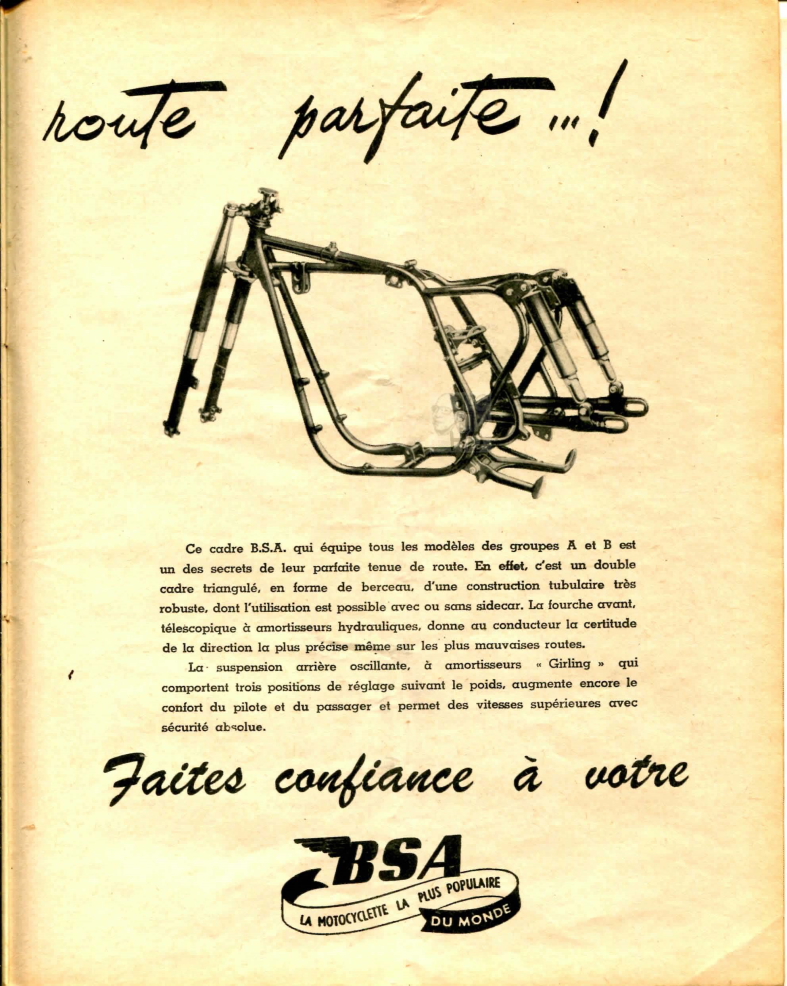 route parfaite...!
Ce cadre B.S.A. qui équipe tous les modèles des groupes A et B est
un des secrets de leur parfaite tenue de route. En effet, c'est un double
cadre triangulé, en forme de berceau, d'une construction tubulaire très
robuste, dont l'utilisation est possible avec ou sans sidecar. La fourche avant,
télescopique à amortisseurs hydrauliques, donne au conducteur la certitude
de la direction la plus précise même sur les plus mauvaises routes.
La suspension arrière oscillante, à amortisseurs « Girling » qui
comportent trois positions de réglage suivant le poids, augmente encore le
confort du pilote et du passager et permet des vitesses supérieures avec
sécurité absolue.
Faites confiance à votre
BSA
LA MOTOCYCLETTE LA PLUS POPULAIRE
DU MONDE